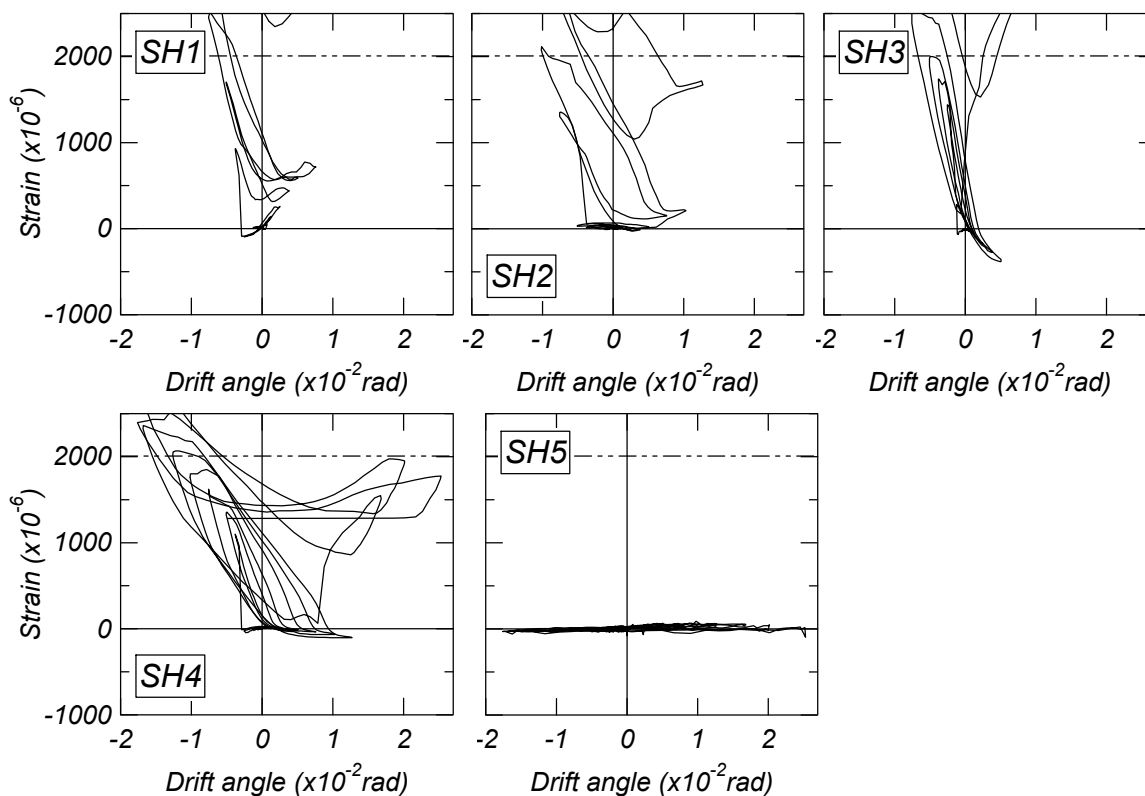 SH1
SH2
SH3
2000
1000
0
-1000
Strain (x10⁻⁶)
-2 -1 0 1 2
-2 -1 0 1 2
-2 -1 0 1 2
Drift angle (x10⁻²rad)
Drift angle (x10⁻²rad)
Drift angle (x10⁻²rad)
SH4
SH5
2000
1000
0
-1000
Strain (x10⁻⁶)
-2 -1 0 1 2
-2 -1 0 1 2
Drift angle (x10⁻²rad)
Drift angle (x10⁻²rad)